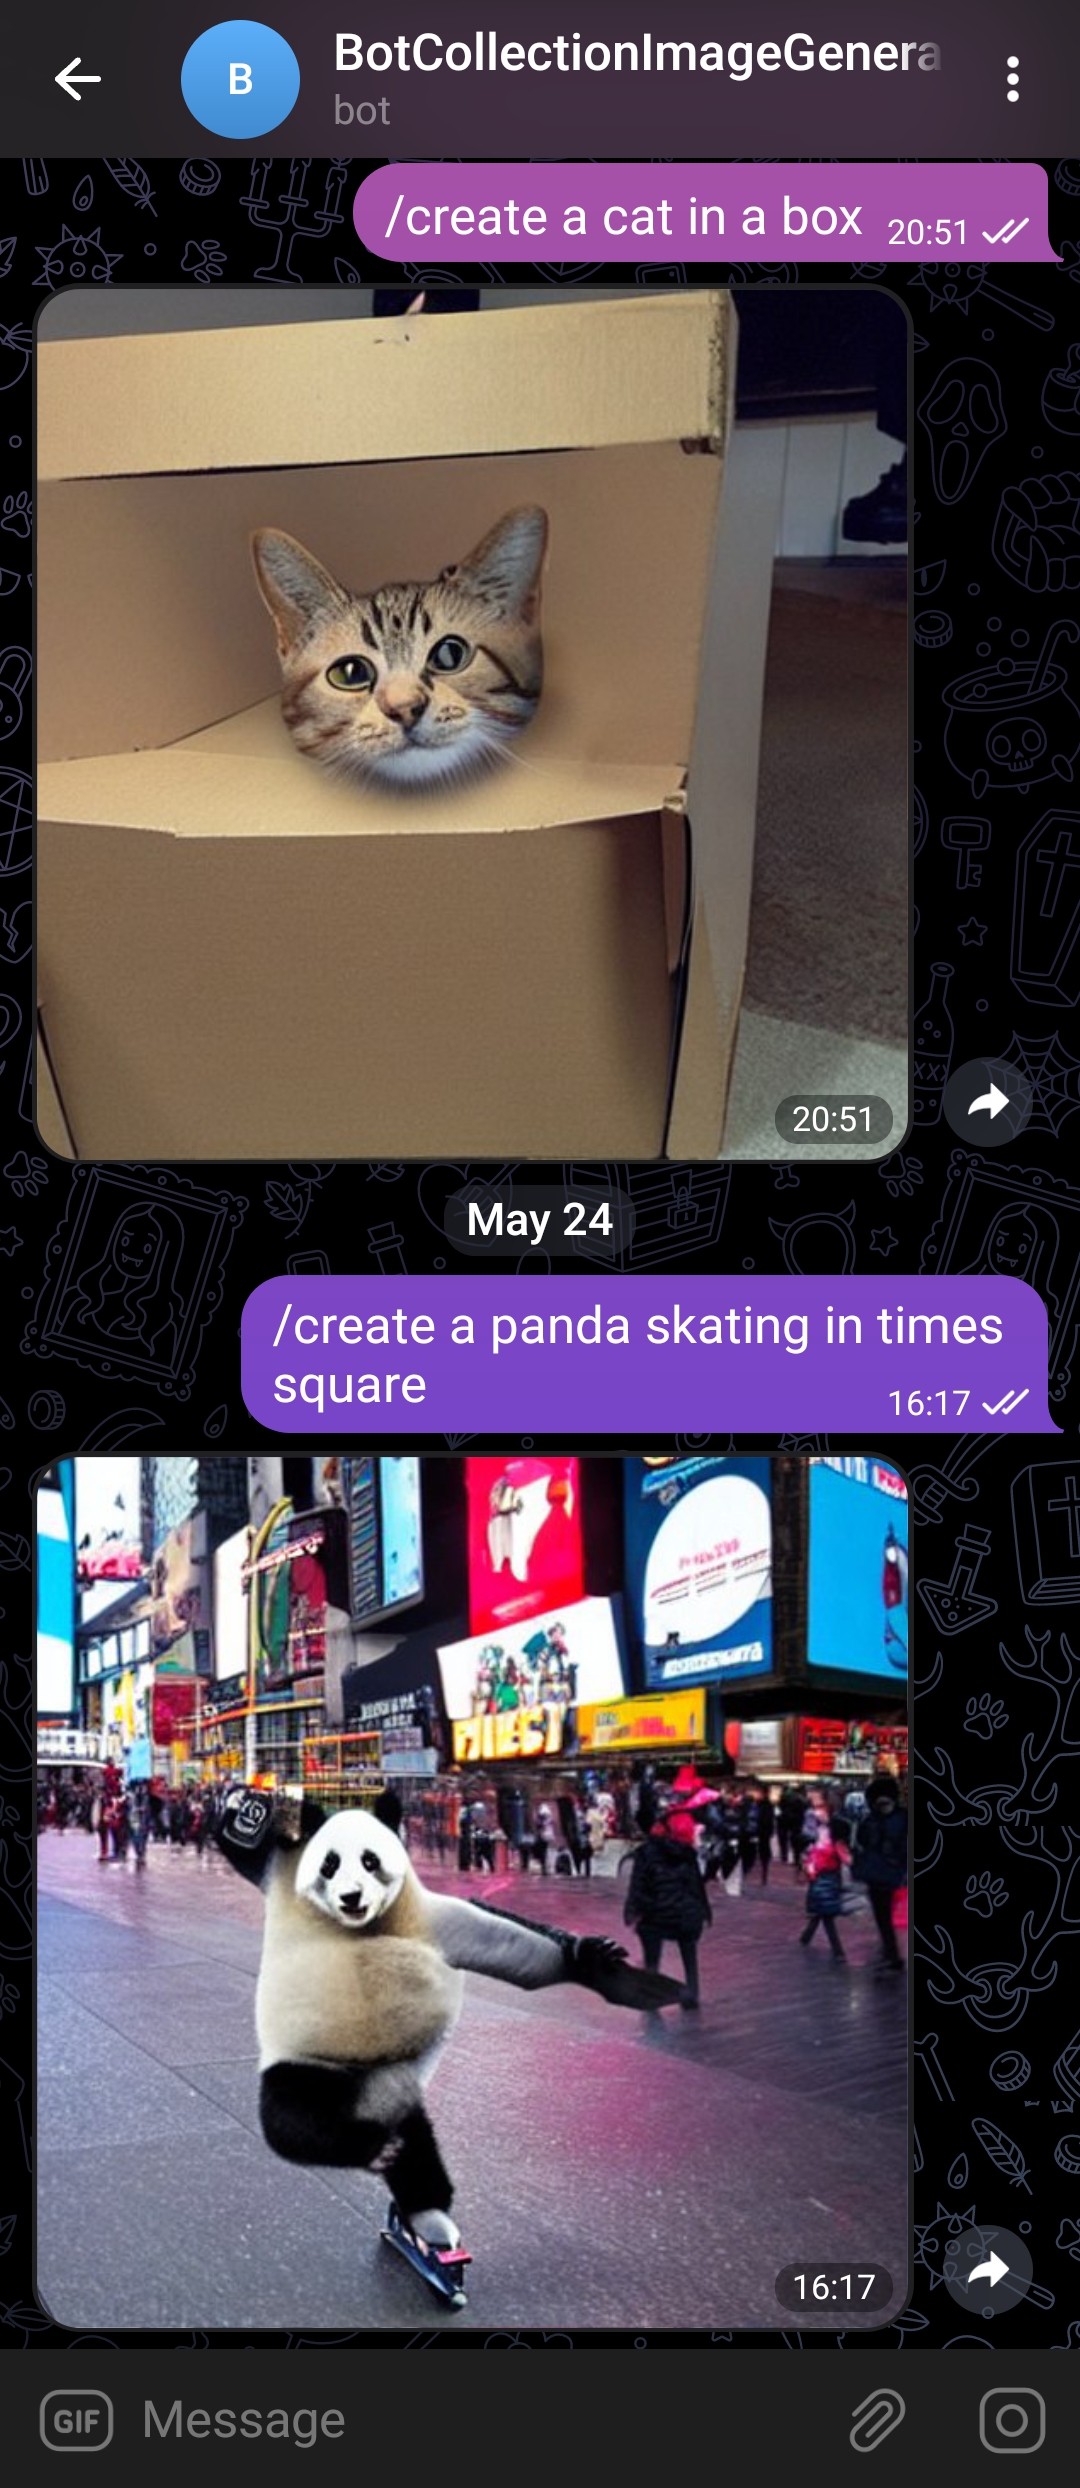 B
BotCollectionImageGenera
bot
/create a cat in a box
20:51
20:51
May 24
/create a panda skating in times
square
16:17
16:17
GIF
Message